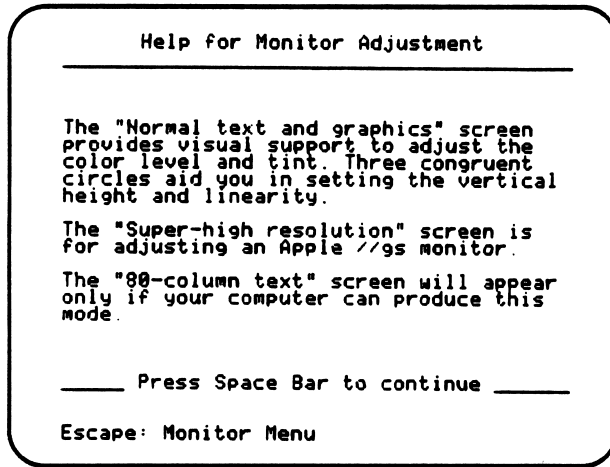 Help for Monitor Adjustment
The "Normal text and graphics" screen
provides visual support to adjust the
color level and tint. Three congruent
circles aid you in setting the vertical
height and linearity.
The "Super-high resolution" screen is
for adjusting an Apple //gs monitor.
The "80-column text" screen will appear
only if your computer can produce this
mode.
_____ Press Space Bar to continue ______
Escape: Monitor Menu